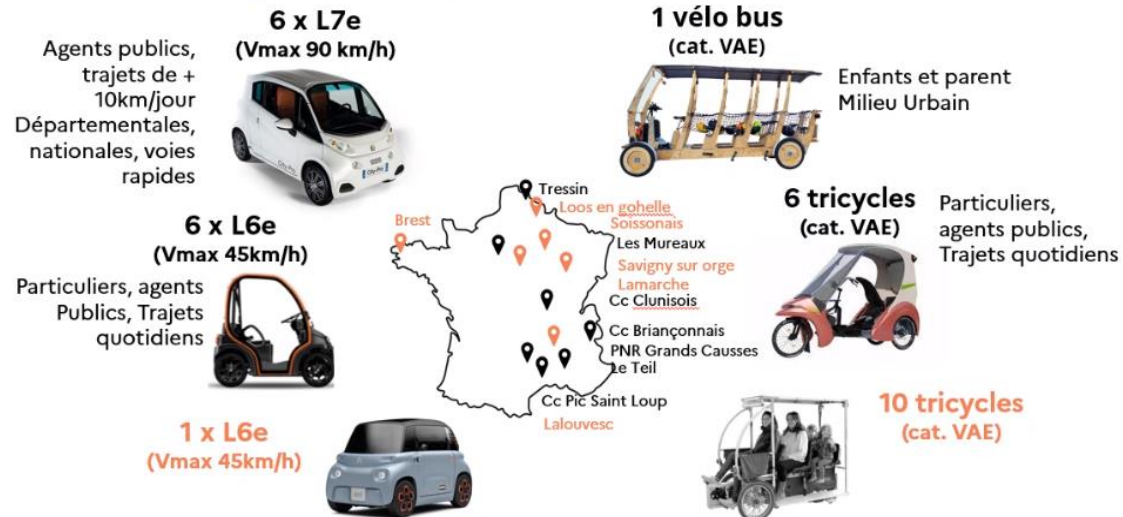 6 x L7e
(Vmax 90 km/h)
Agents publics,
trajets de +
10km/jour
Départementales,
nationales, voies
rapides
City-Pro
City-Pro
1 vélo bus
(cat. VAE)
Enfants et parent
Milieu Urbain
6 x L6e
(Vmax 45km/h)
Particuliers, agents
Publics, Trajets
quotidiens
Brest
Tressin
Loos en gohelle
Soissonais
Les Mureaux
Savigny sur orge
Lamarche
Cc Clunisois
Cc Briançonnais
PNR Grands Causses
Le Teil
Cc Pic Saint Loup
Lalouvesc
6 tricycles
(cat. VAE)
Particuliers,
agents publics,
Trajets quotidiens
1 x L6e
(Vmax 45km/h)
10 tricycles
(cat. VAE)